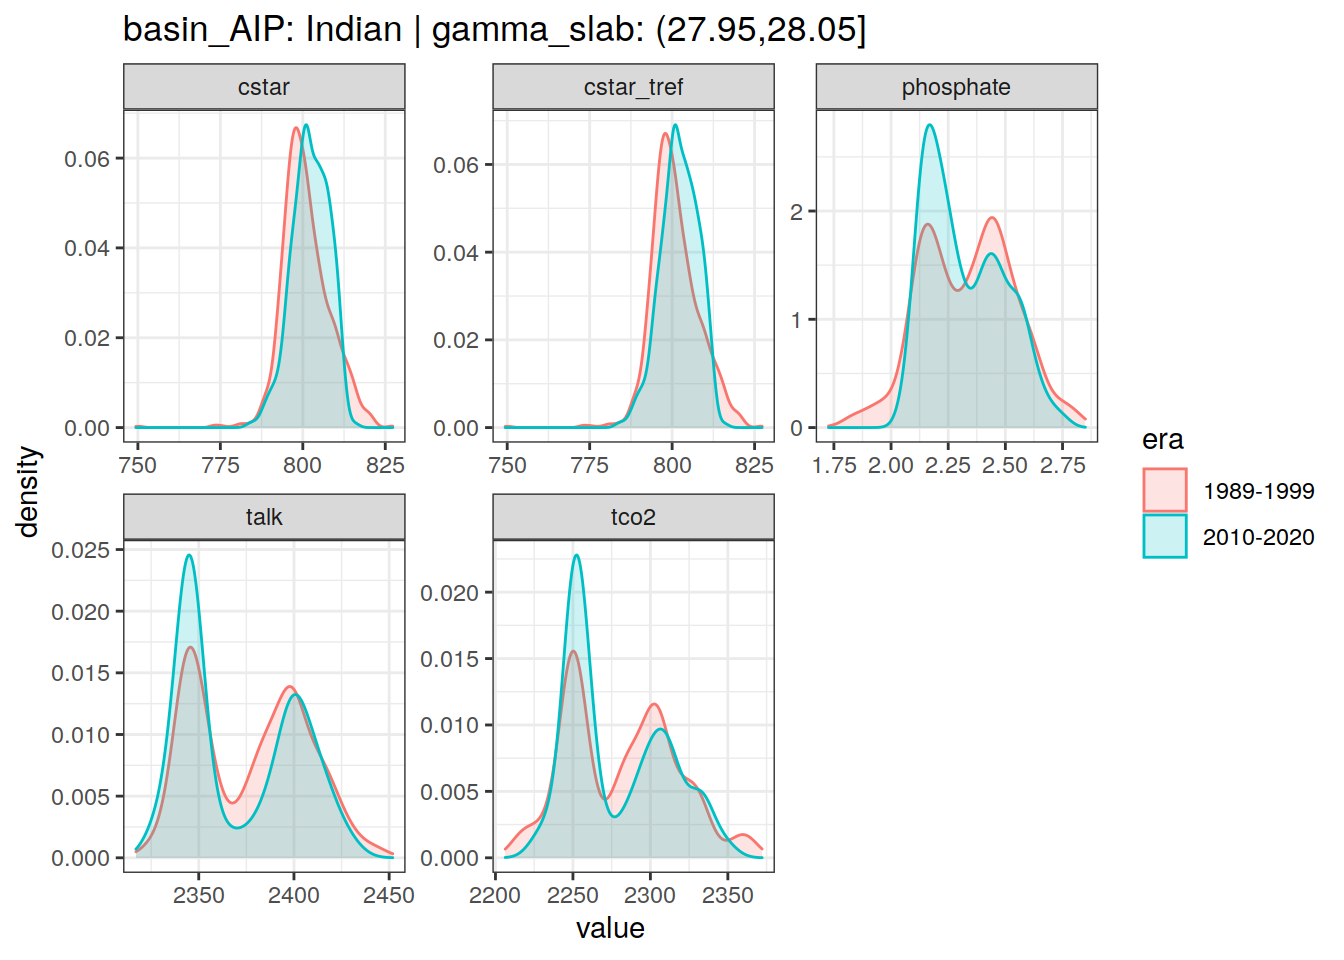 basin_AIP: Indian | gamma_slab: (27.95,28.05]
cstar
cstar_tref
phosphate
0.06
0.04
0.02
0.00
750 775 800 825
0.06
0.04
0.02
0.00
750 775 800 825
2
1
0
1.75 2.00 2.25 2.50 2.75
talk
tco2
0.025
0.020
0.015
0.010
0.005
0.000
2350 2400 2450
0.020
0.015
0.010
0.005
0.000
2200 2250 2300 2350
density
value
era
1989-1999
2010-2020